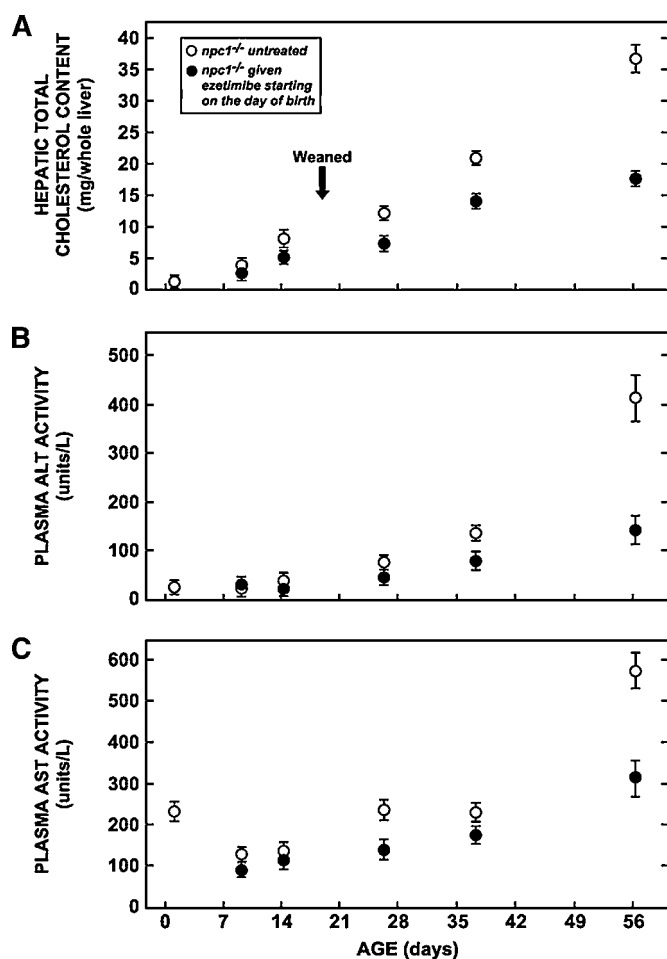 A
HEPATIC TOTAL
CHOLESTEROL CONTENT
(mg/whole liver)
40
35
30
25
20
15
10
5
0
npc1-/- untreated
npc1-/- given
ezetimibe starting
on the day of birth
Weaned
B
PLASMA ALT ACTIVITY
(units/L)
500
400
300
200
100
0
C
PLASMA AST ACTIVITY
(units/L)
600
500
400
300
200
100
0
0 7 14 21 28 35 42 49 56
AGE (days)